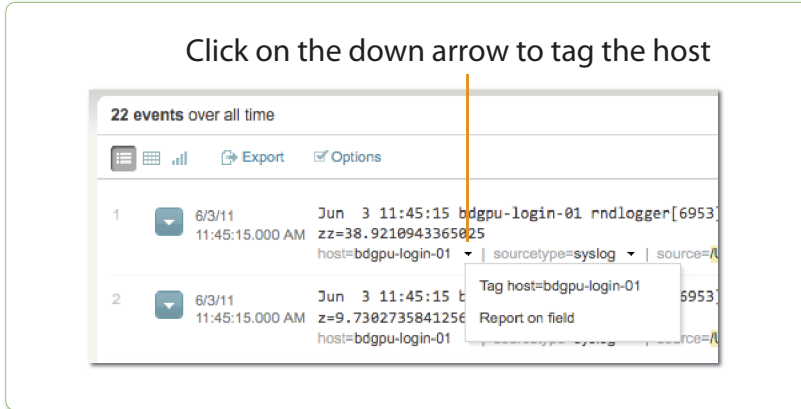 Click on the down arrow to tag the host
22 events over all time
Export Options
1 6/3/11 Jun 3 11:45:15 bdgpu-login-01 rndlogger[6953]
11:45:15.000 AM zz=38.9210943365025
host=bdgpu-login-01 | sourcetype=syslog | source=/
Tag host=bdgpu-login-01
2 6/3/11 Jun 3 11:45:15 6953]
11:45:15.000 AM z=9.7302735841256
Report on field
host=bdgpu-login-01 | sourcetype=syslog | source=/